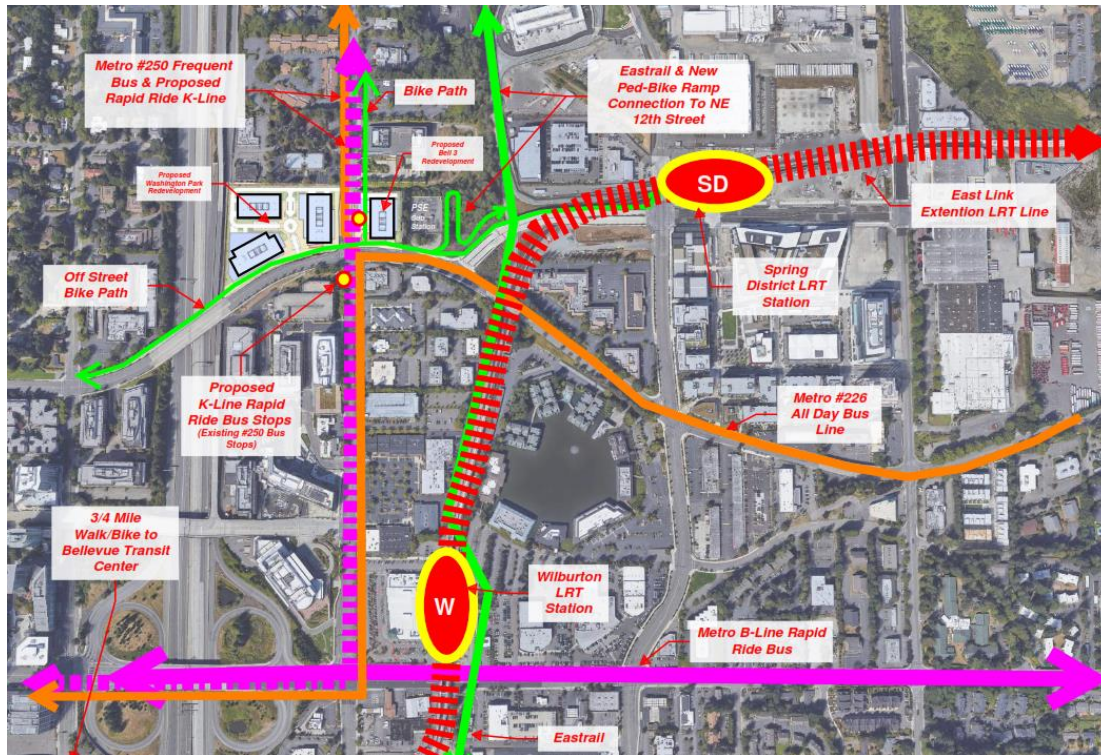 Metro #250 Frequent
Bus & Proposed
Rapid Ride K-Line
Bike Path
Eastrail & New
Ped-Bike Ramp
Connection To NE
12th Street
Proposed
Washington Park
Redevelopment
Proposed
Bell 3
Redevelopment
PSE
Sub
Station
SD
East Link
Extention LRT Line
Off Street
Bike Path
Spring
District LRT
Station
Proposed
K-Line Rapid
Ride Bus Stops
(Existing #250 Bus
Stops)
Metro #226
All Day Bus
Line
3/4 Mile
Walk/Bike to
Bellevue Transit
Center
W
Wilburton
LRT
Station
Metro B-Line Rapid
Ride Bus
Eastrail